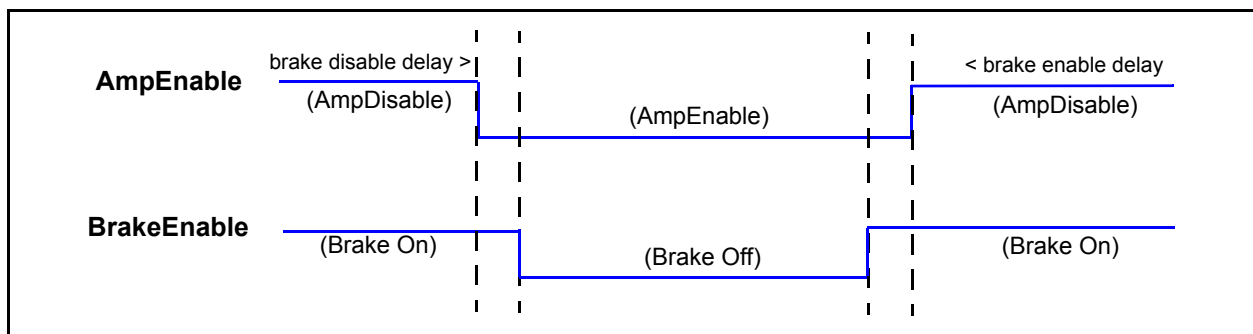 brake disable delay >
< brake enable delay
AmpEnable
(AmpDisable)
(AmpEnable)
(AmpDisable)
BrakeEnable
(Brake On)
(Brake Off)
(Brake On)